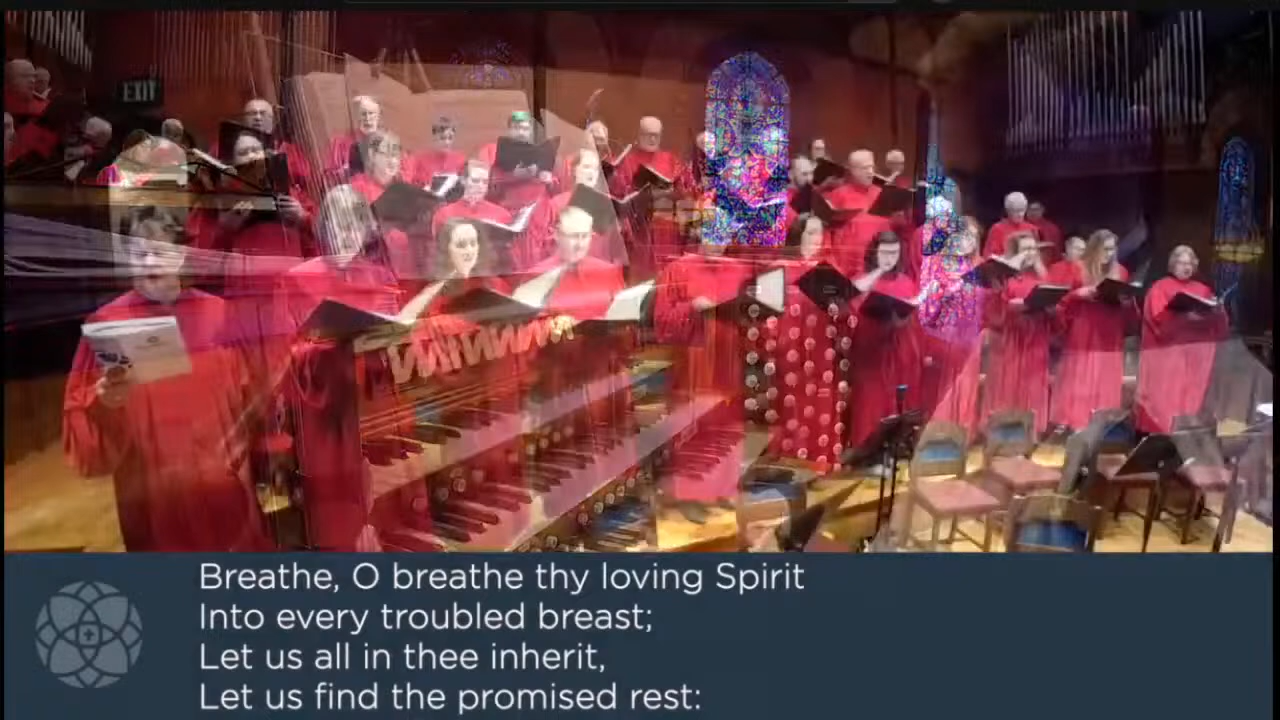 EXIT
Breathe, O breathe thy loving Spirit
Into every troubled breast;
Let us all in thee inherit,
Let us find the promised rest: